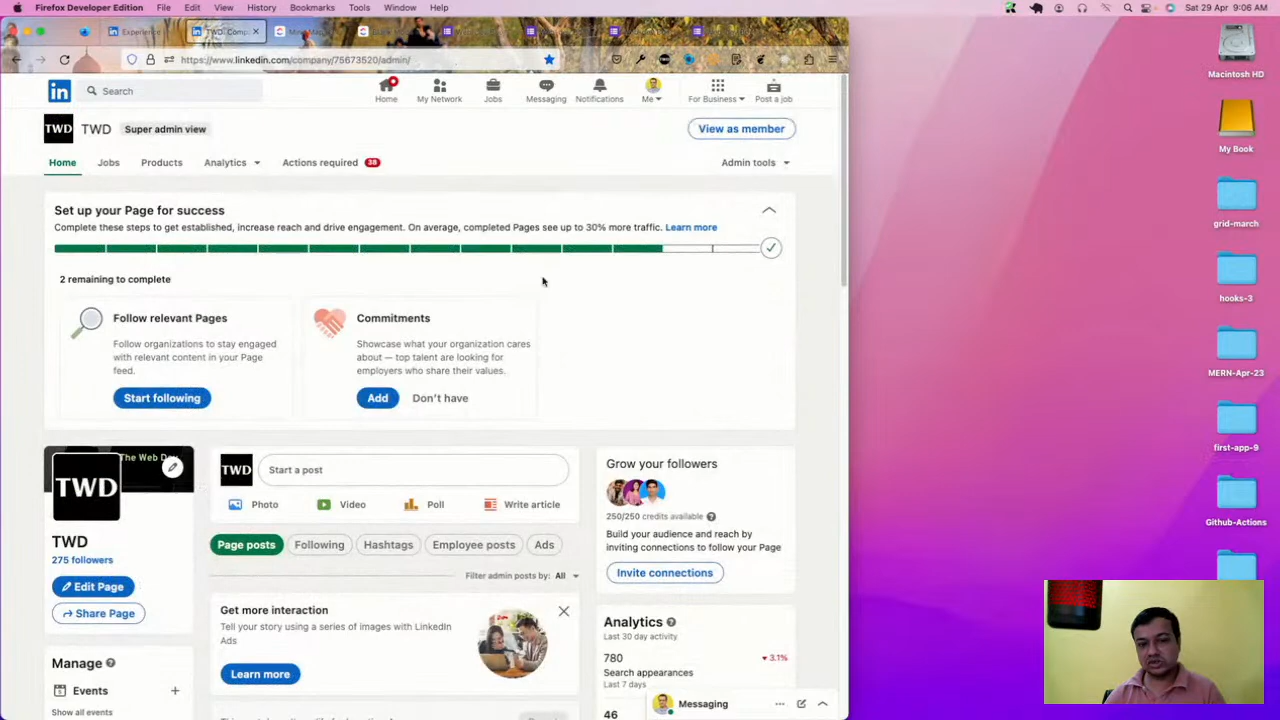 Firefox Developer Edition File Edit View History Bookmarks Tools Window Help
Sat 29 Apr 9:06 AM
Experience
TWD: Comp
https://www.linkedin.com/company/75673520/admin/
in
Search
Home
My Network
Jobs
Messaging
Notifications
Me
For Business
Post a job
TWD
TWD
Super admin view
View as member
Home
Jobs
Products
Analytics
Actions required
38
Admin tools
Set up your Page for success
Complete these steps to get established, increase reach and drive engagement. On average, completed Pages see up to 30% more traffic. Learn more
2 remaining to complete
Follow relevant Pages
Follow organizations to stay engaged
with relevant content in your Page
feed.
Start following
Commitments
Showcase what your organization cares
about — top talent are looking for
employers who share their values.
Add
Don't have
The Web Dev
TWD
TWD
275 followers
Edit Page
Share Page
Manage
Events
Show all events
TWD
Start a post
Photo
Video
Poll
Write article
Page posts
Following
Hashtags
Employee posts
Ads
Filter admin posts by: All
Get more interaction
Tell your story using a series of images with LinkedIn
Ads
Learn more
Grow your followers
250/250 credits available
Build your audience and reach by
inviting connections to follow your Page
Invite connections
Analytics
Last 30 day activity
780
3.1%
Search appearances
Last 7 days
46
Messaging
Macintosh HD
My Book
grid-march
hooks-3
MERN-Apr-23
first-app-9
Github-Actions